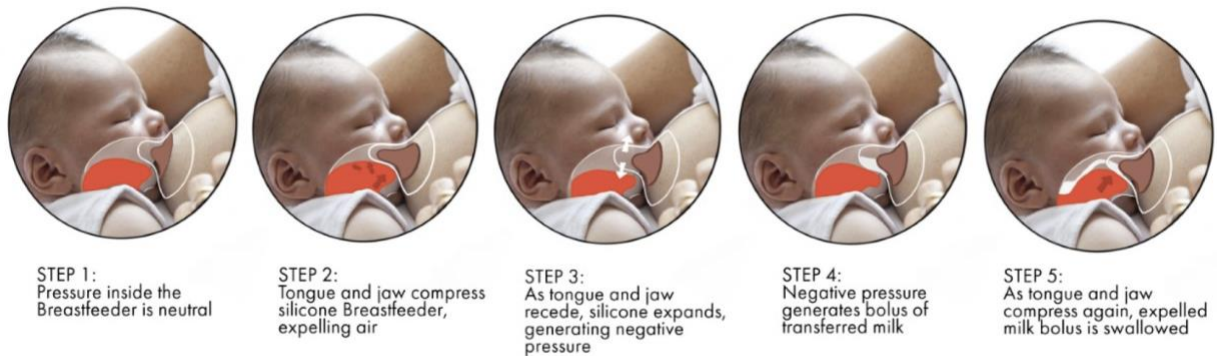 STEP 1:
Pressure inside the
Breastfeeder is neutral
STEP 2:
Tongue and jaw compress
silicone Breastfeeder,
expelling air
STEP 3:
As tongue and jaw
recede, silicone expands,
generating negative
pressure
STEP 4:
Negative pressure
generates bolus of
transferred milk
STEP 5:
As tongue and jaw
compress again, expelled
milk bolus is swallowed